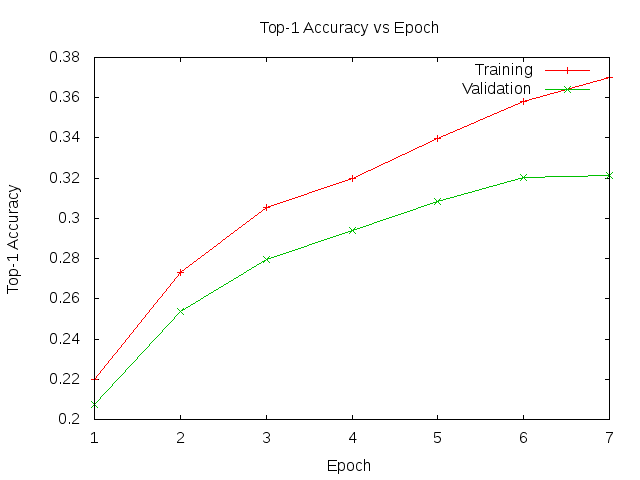 Top-1 Accuracy vs Epoch
0.38
0.36
0.34
0.32
0.3
0.28
0.26
0.24
0.22
0.2
Top-1 Accuracy
Training
Validation
1 2 3 4 5 6 7
Epoch